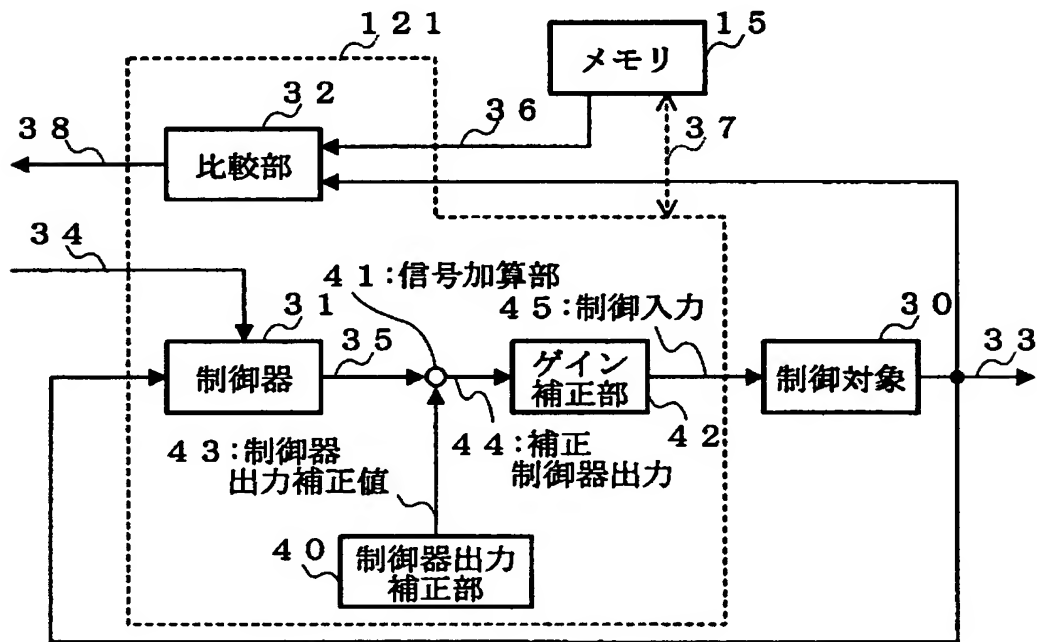 １２１
１５
メモリ
３２
３６
３８
３７
比較部
３４
４１：信号加算部
３１
４５：制御入力
３０
３５
３３
制御器
ゲイン
補正部
制御対象
４２
４３：制御器
出力補正値
４４：補正
制御器出力
４０
制御器出力
補正部